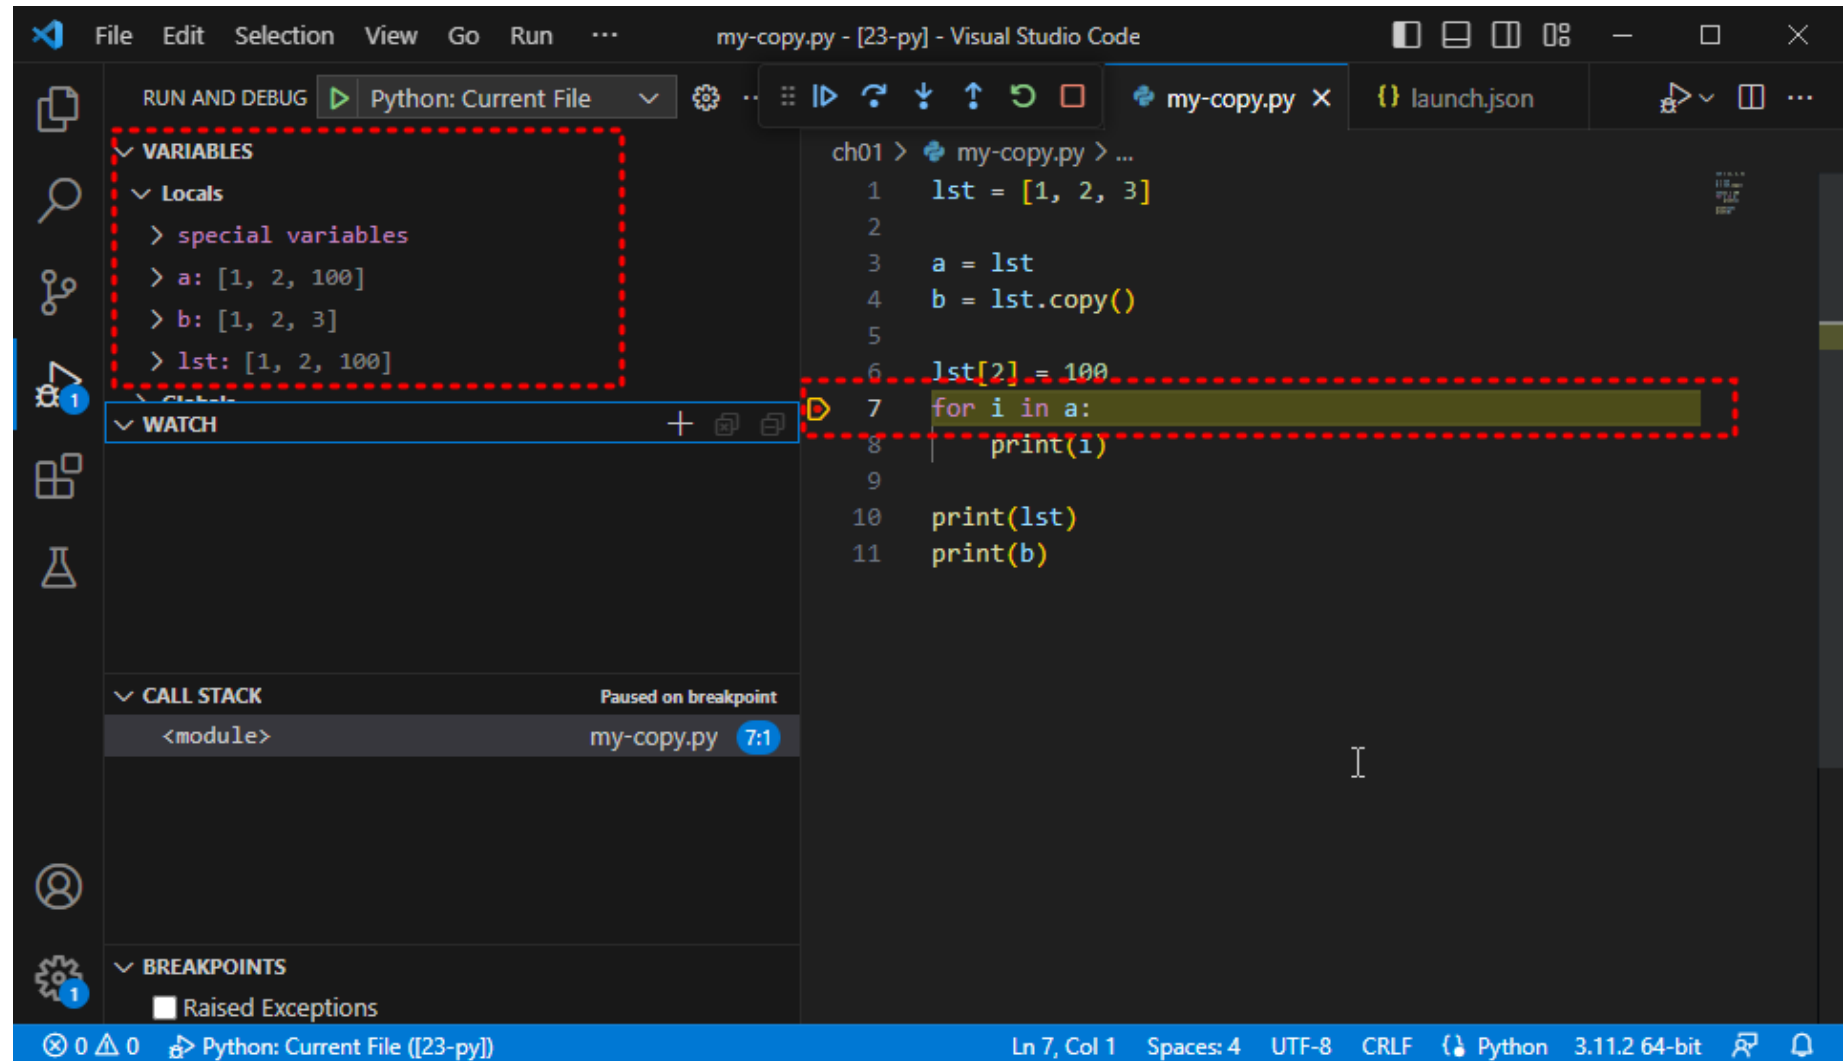 File Edit Selection View Go Run ··· my-copy.py - [23-py] - Visual Studio Code
RUN AND DEBUG Python: Current File
my-copy.py
launch.json
VARIABLES
Locals
special variables
a: [1, 2, 100]
b: [1, 2, 3]
lst: [1, 2, 100]
Globals
WATCH
CALL STACK Paused on breakpoint
<module> my-copy.py 7:1
BREAKPOINTS
Raised Exceptions
1
1
ch01 > my-copy.py > ...
1 lst = [1, 2, 3]
2
3 a = lst
4 b = lst.copy()
5
6 lst[2] = 100
7 for i in a:
8 print(i)
9
10 print(lst)
11 print(b)
0 0 Python: Current File ([23-py]) Ln 7, Col 1 Spaces: 4 UTF-8 CRLF Python 3.11.2 64-bit